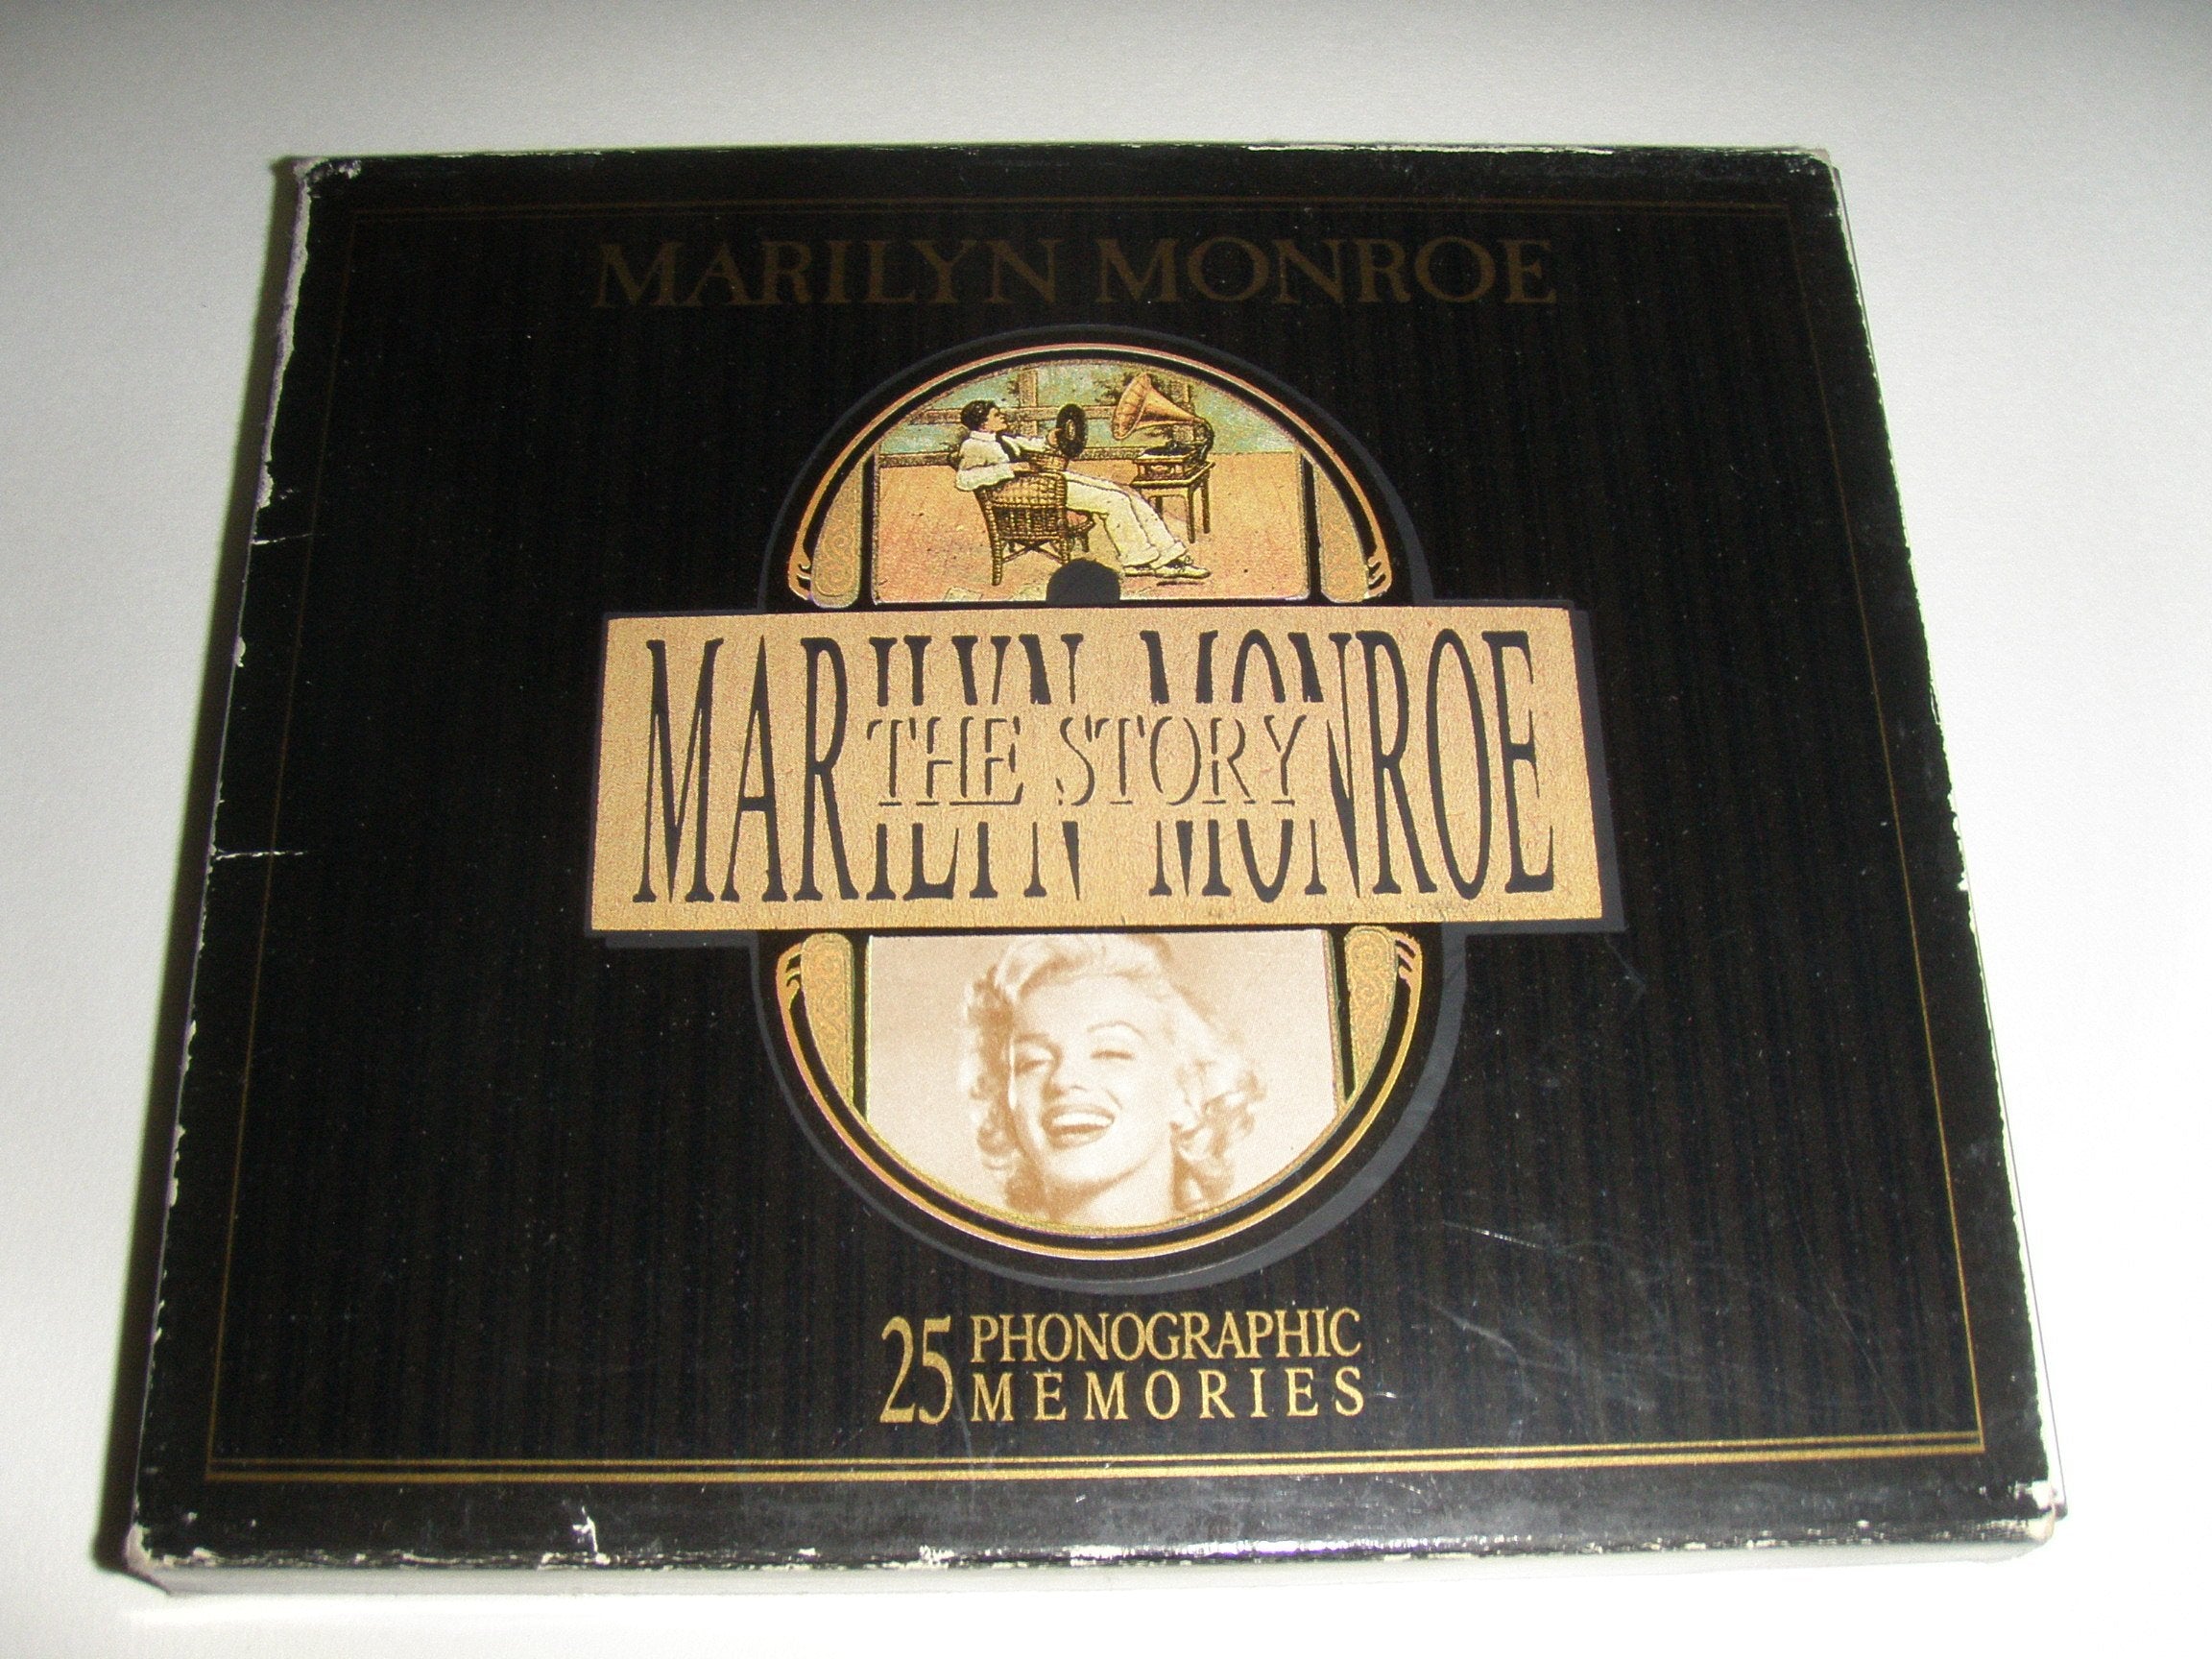 MARILYN MONROE
MARILYN MONROE
THE STORY
25 PHONOGRAPHIC
MEMORIES